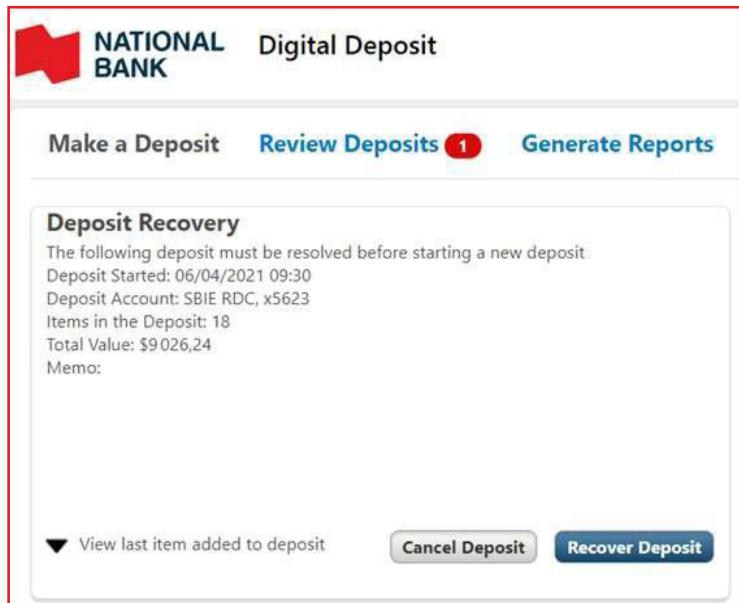 NATIONAL
BANK
Digital Deposit
Make a Deposit Review Deposits 1 Generate Reports
Deposit Recovery
The following deposit must be resolved before starting a new deposit
Deposit Started: 06/04/2021 09:30
Deposit Account: SBIE RDC, x5623
Items in the Deposit: 18
Total Value: $9 026,24
Memo:
View last item added to deposit Cancel Deposit Recover Deposit